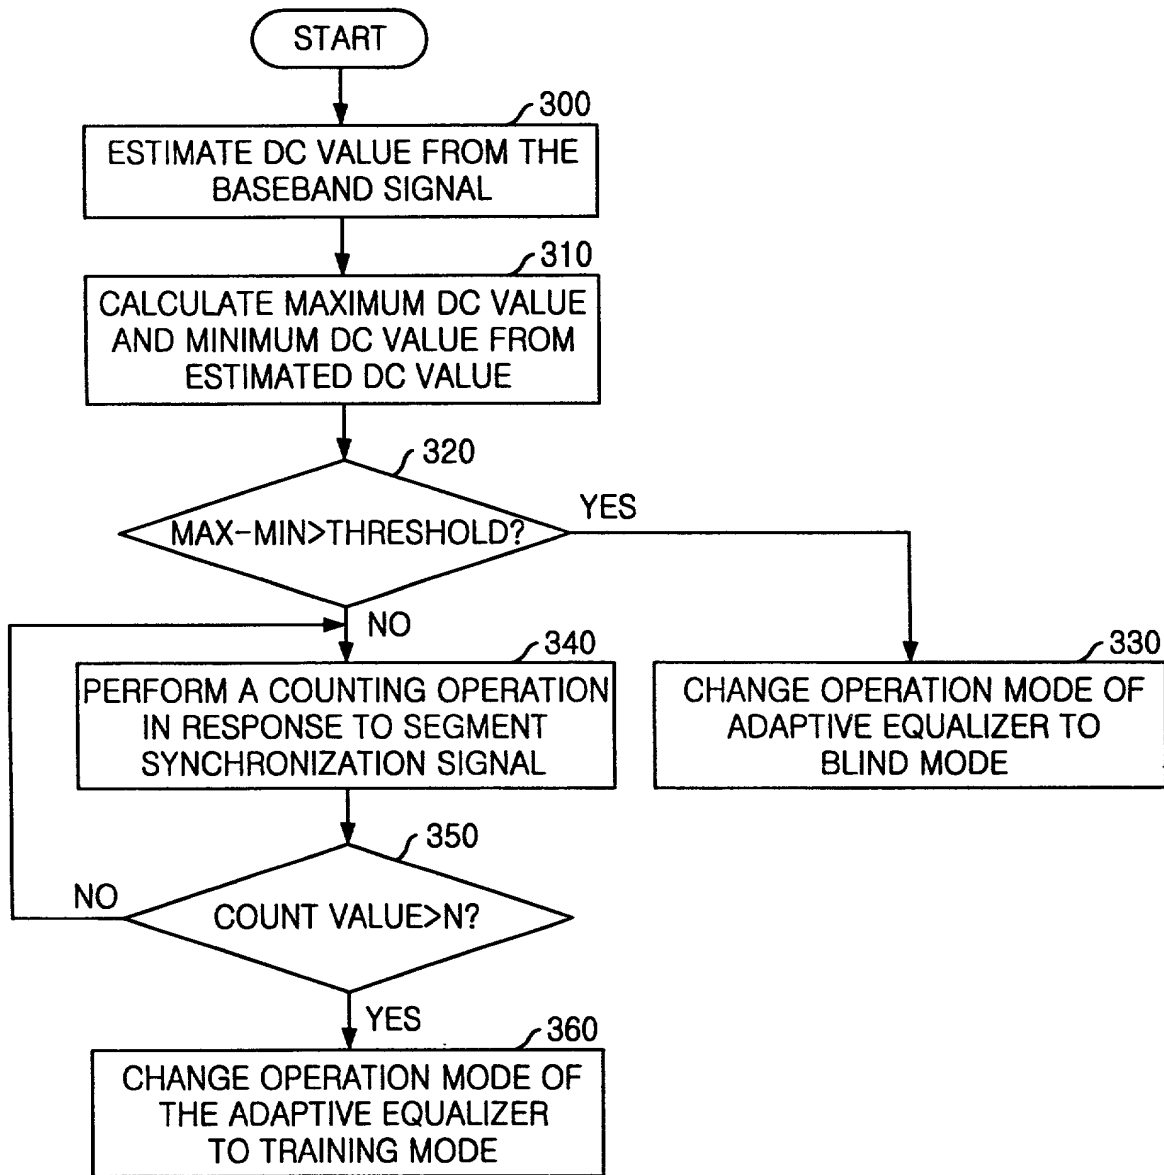 START
300
ESTIMATE DC VALUE FROM THE
BASEBAND SIGNAL
310
CALCULATE MAXIMUM DC VALUE
AND MINIMUM DC VALUE FROM
ESTIMATED DC VALUE
320
MAX-MIN>THRESHOLD?
YES
NO
340
PERFORM A COUNTING OPERATION
IN RESPONSE TO SEGMENT
SYNCHRONIZATION SIGNAL
330
CHANGE OPERATION MODE OF
ADAPTIVE EQUALIZER TO
BLIND MODE
350
COUNT VALUE>N?
NO
YES
360
CHANGE OPERATION MODE OF
THE ADAPTIVE EQUALIZER
TO TRAINING MODE